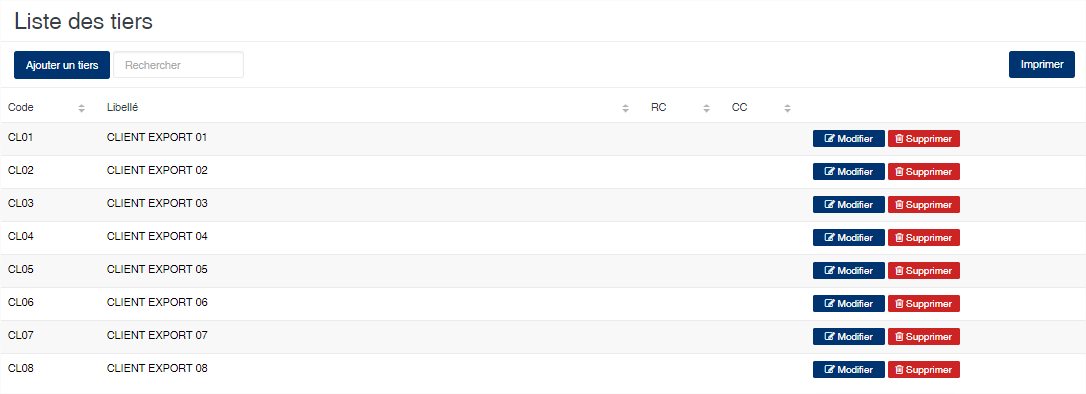 Liste des tiers
Ajouter un tiers Rechercher Imprimer
Code Libellé RC CC
CL01 CLIENT EXPORT 01 Modifier Supprimer
CL02 CLIENT EXPORT 02 Modifier Supprimer
CL03 CLIENT EXPORT 03 Modifier Supprimer
CL04 CLIENT EXPORT 04 Modifier Supprimer
CL05 CLIENT EXPORT 05 Modifier Supprimer
CL06 CLIENT EXPORT 06 Modifier Supprimer
CL07 CLIENT EXPORT 07 Modifier Supprimer
CL08 CLIENT EXPORT 08 Modifier Supprimer